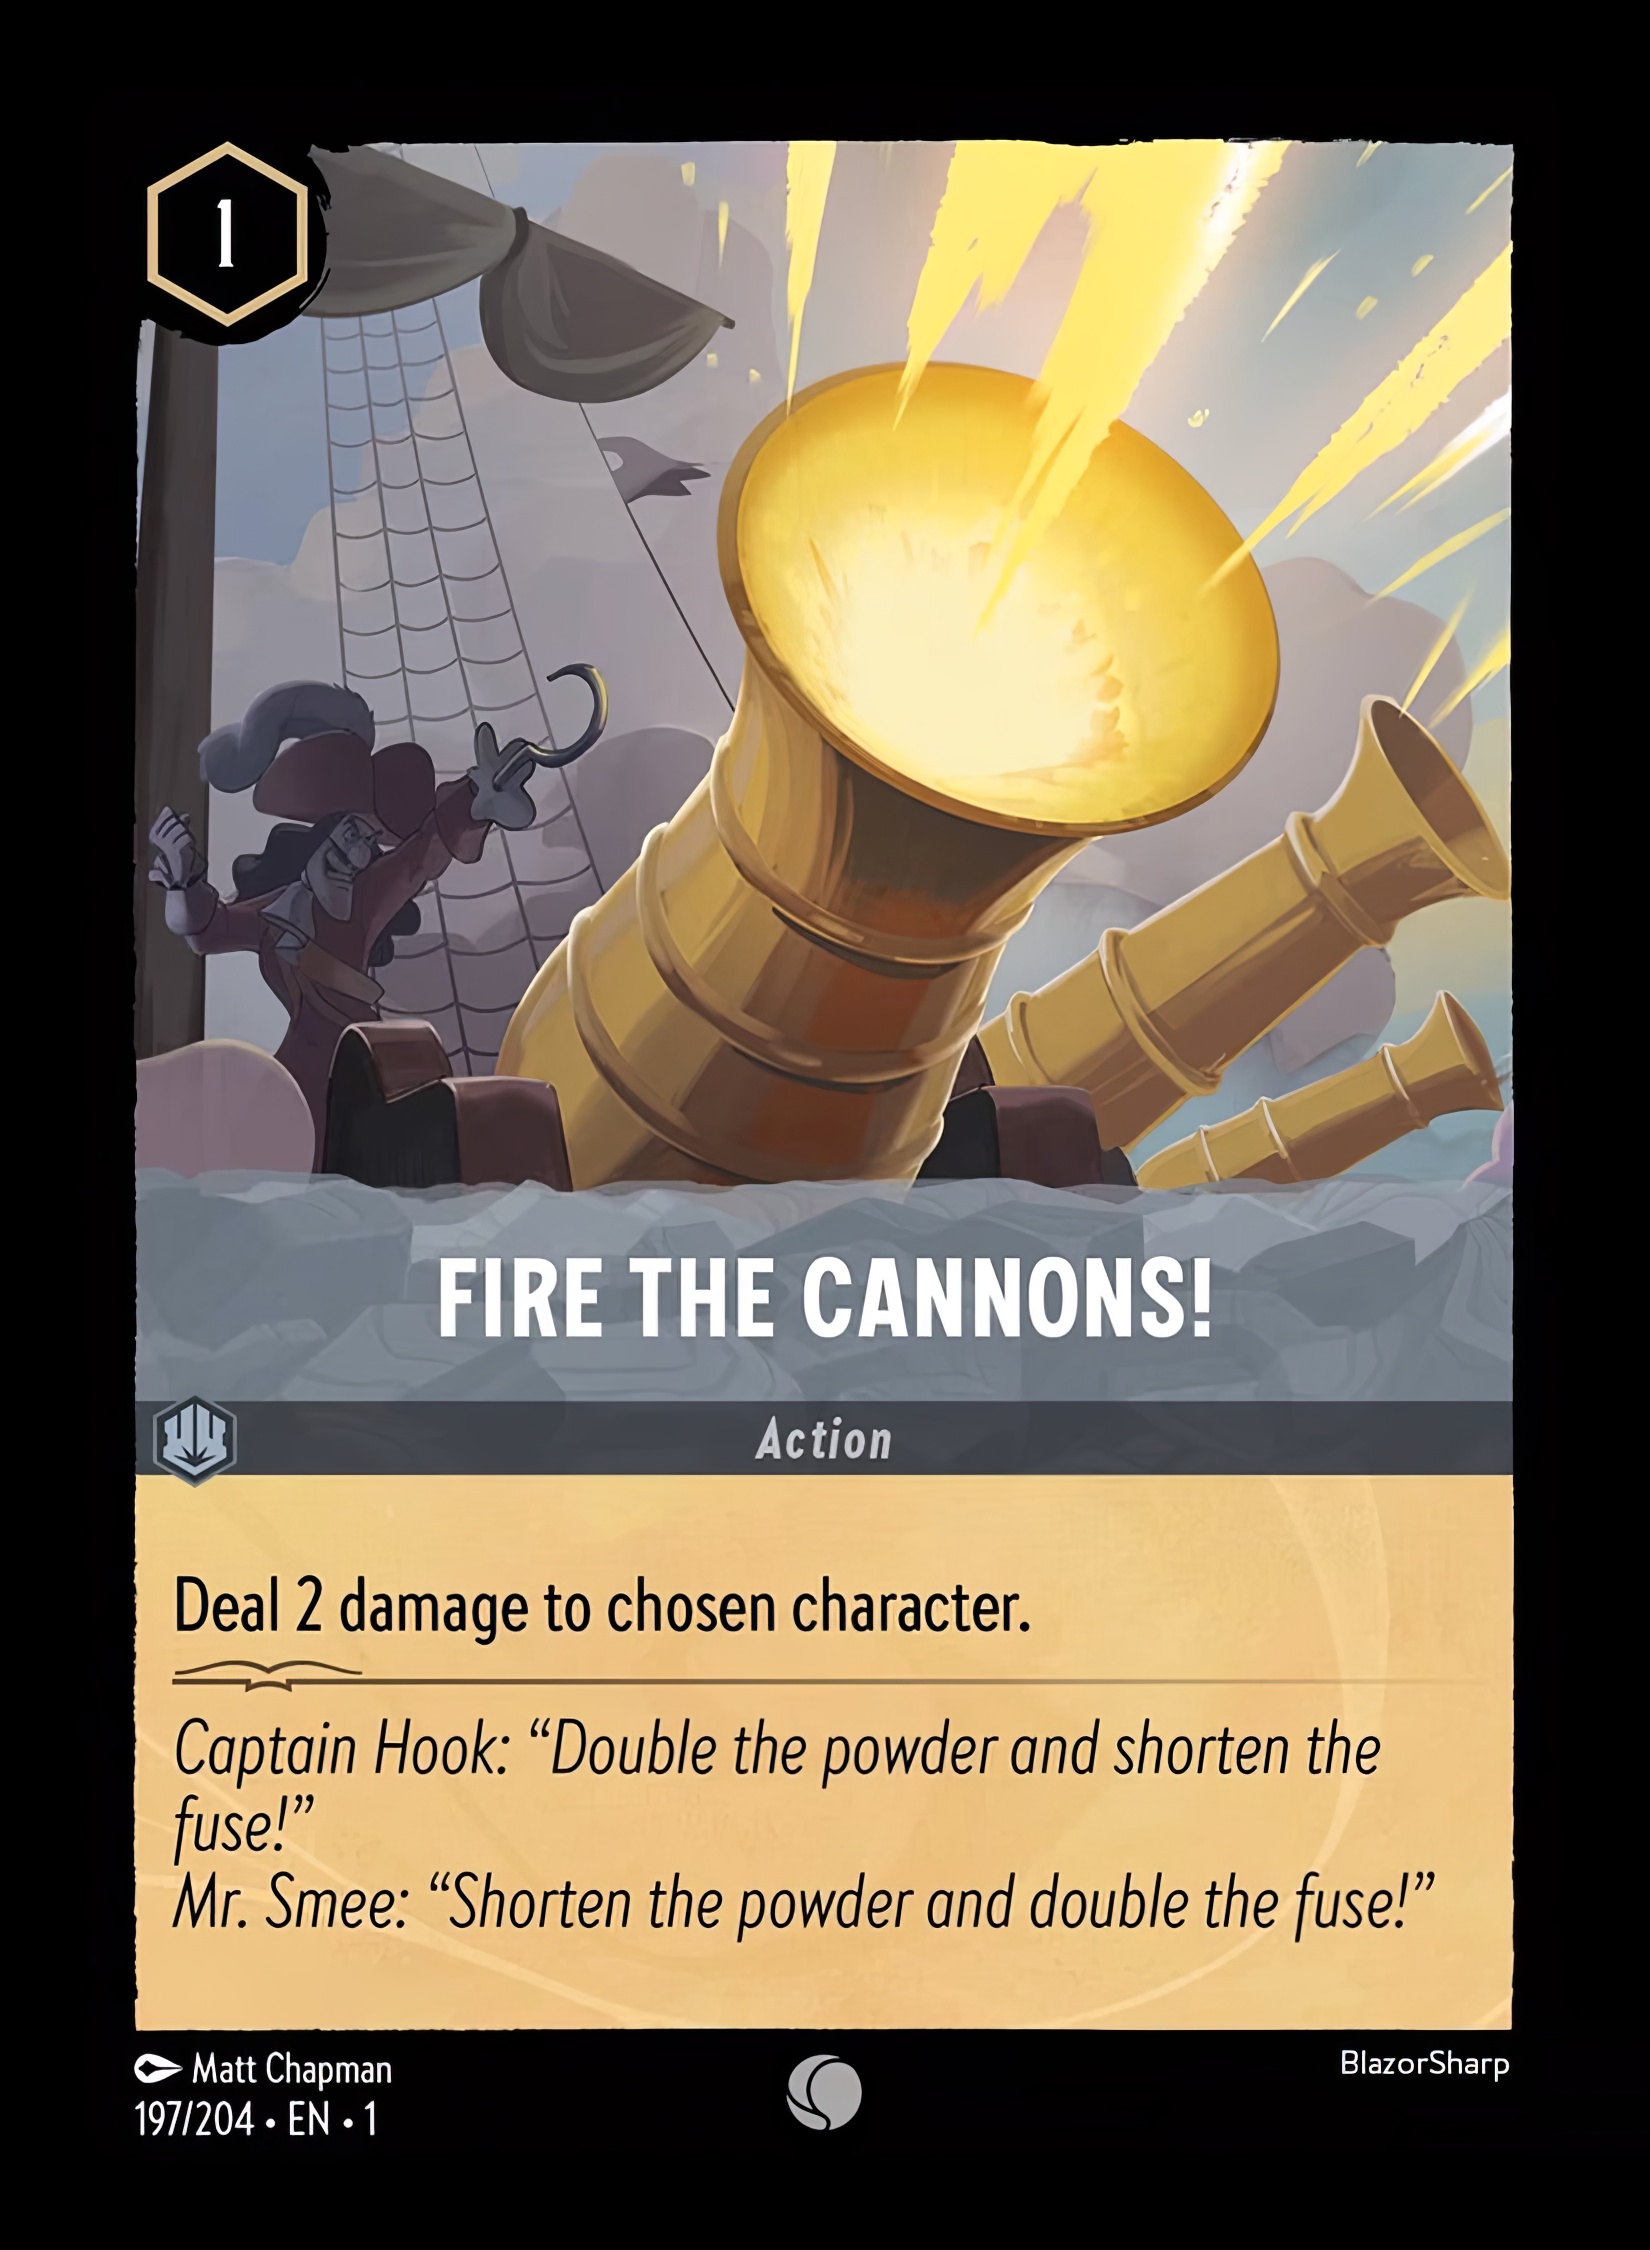 1
FIRE THE CANNONS!
Action
Deal 2 damage to chosen character.
Captain Hook: “Double the powder and shorten the
fuse!”
Mr. Smee: “Shorten the powder and double the fuse!”
Matt Chapman
BlazorSharp
197/204 • EN • 1